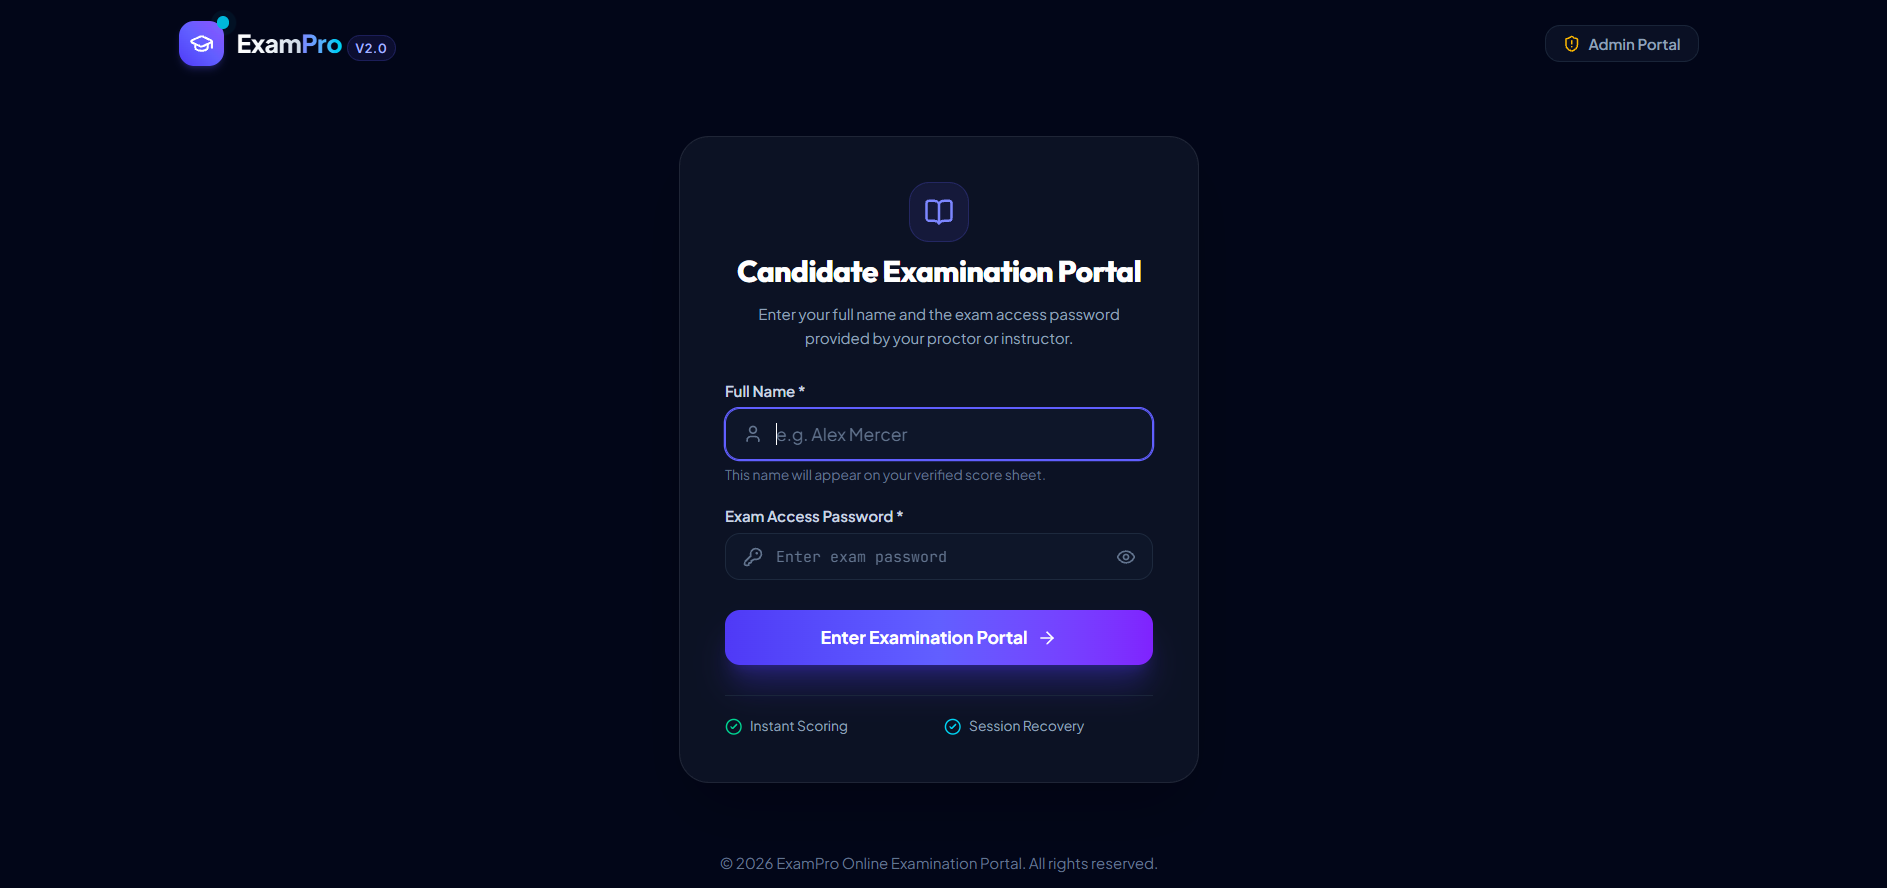 ExamPro V2.0
Admin Portal
Candidate Examination Portal
Enter your full name and the exam access password
provided by your proctor or instructor.
Full Name *
e.g. Alex Mercer
This name will appear on your verified score sheet.
Exam Access Password *
Enter exam password
Enter Examination Portal →
Instant Scoring
Session Recovery
© 2026 ExamPro Online Examination Portal. All rights reserved.